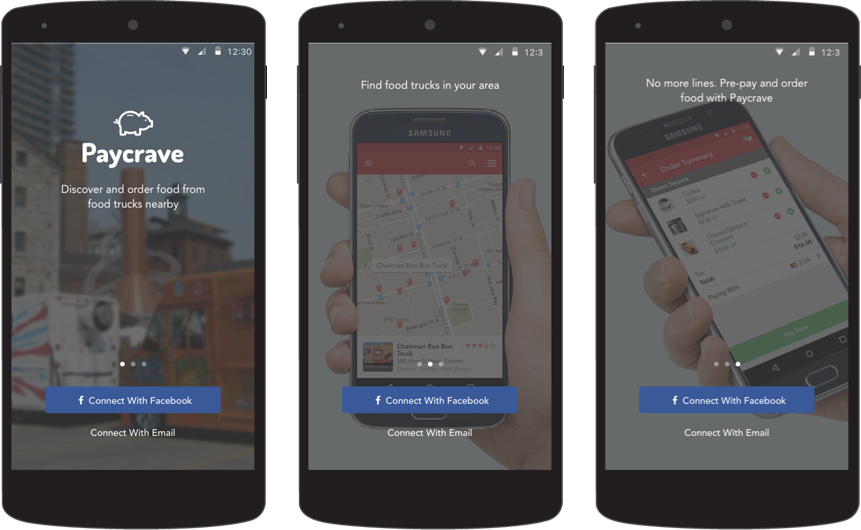 12:30
Paycrave
Discover and order food from
food trucks nearby
Connect With Facebook
Connect With Email
12:3
Find food trucks in your area
SAMSUNG
Chairman Bao Bun Truck
Chairman Bao Bun
Truck
Connect With Facebook
Connect With Email
12:3
No more lines. Pre-pay and order
food with Paycrave
SAMSUNG
Order Summary
Street Sweets
Coffee
Signature Milk Shake
Cheese/Spinach
Croissant
Tax:
Total:
$16.00
Paying With:
Pay Now
Connect With Facebook
Connect With Email